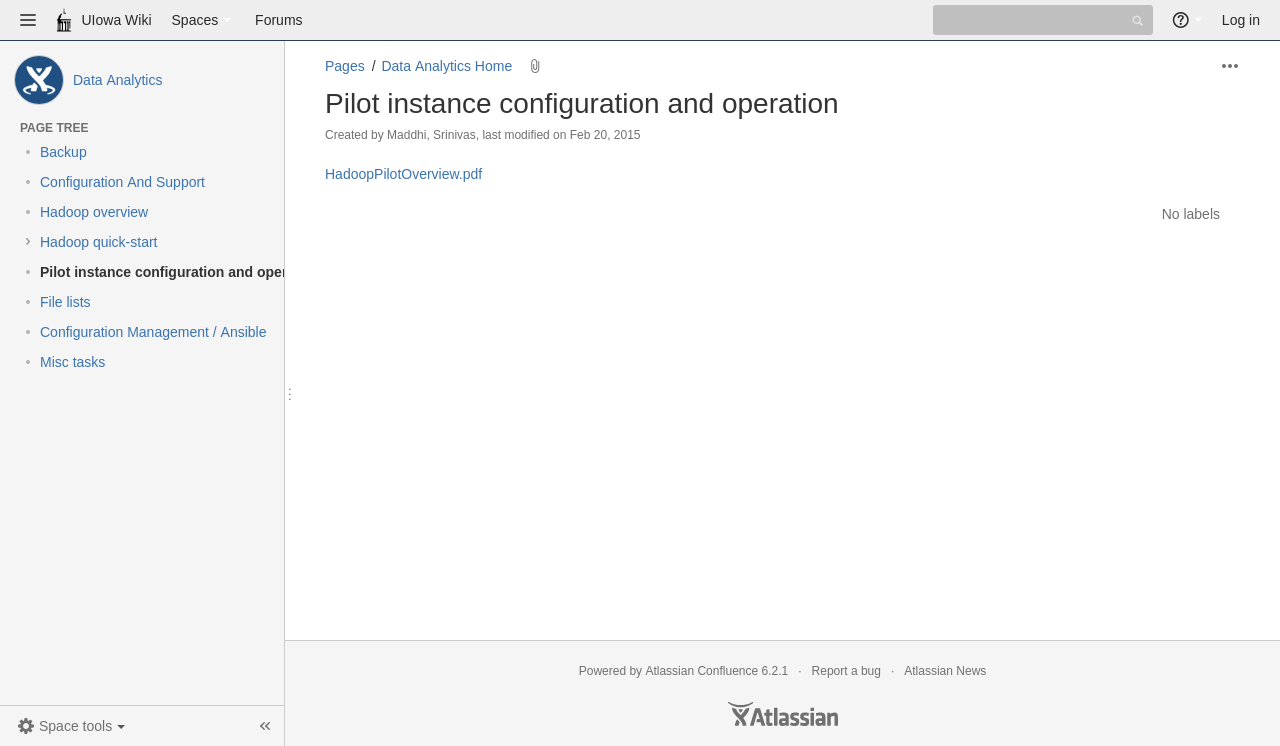 UIowa Wiki Spaces Forums Log in
Data Analytics
PAGE TREE
Backup
Configuration And Support
Hadoop overview
Hadoop quick-start
Pilot instance configuration and oper
File lists
Configuration Management / Ansible
Misc tasks
Space tools
Pages / Data Analytics Home
Pilot instance configuration and operation
Created by Maddhi, Srinivas, last modified on Feb 20, 2015
HadoopPilotOverview.pdf
No labels
Powered by Atlassian Confluence 6.2.1 · Report a bug · Atlassian News
Atlassian